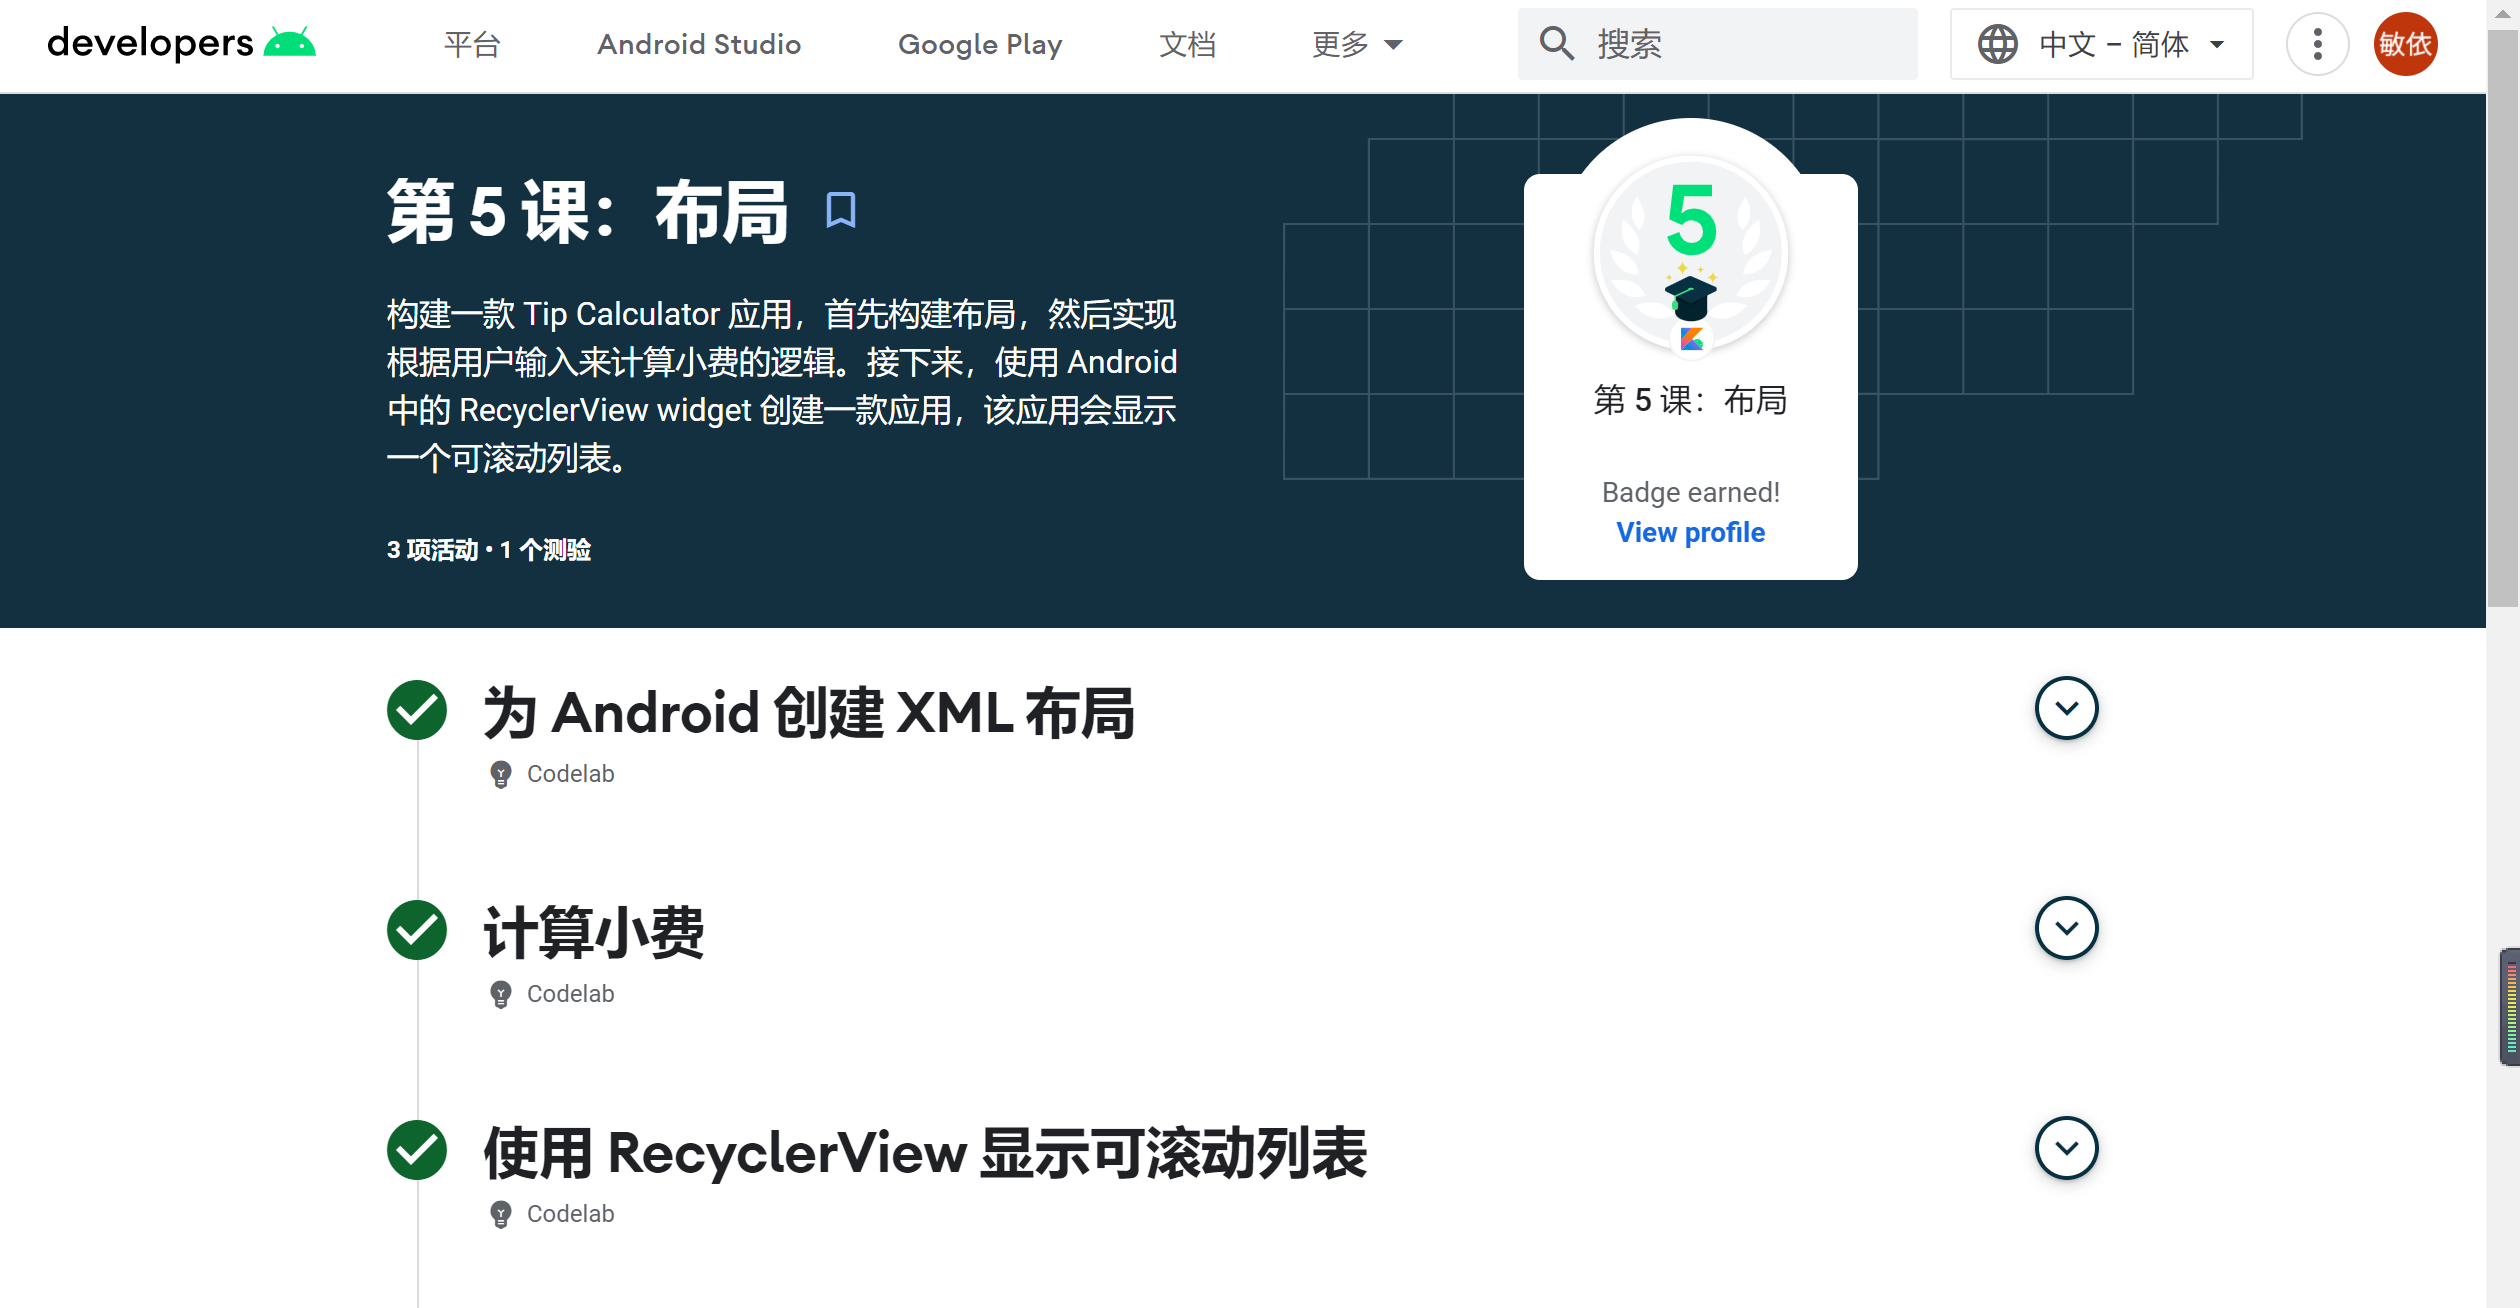 developers
平台
Android Studio
Google Play
文档
更多
搜索
中文 – 简体
敏依
第 5 课：布局
构建一款 Tip Calculator 应用，首先构建布局，然后实现
根据用户输入来计算小费的逻辑。接下来，使用 Android
中的 RecyclerView widget 创建一款应用，该应用会显示
一个可滚动列表。
3 项活动 • 1 个测验
5
第 5 课：布局
Badge earned!
View profile
为 Android 创建 XML 布局
Codelab
计算小费
Codelab
使用 RecyclerView 显示可滚动列表
Codelab